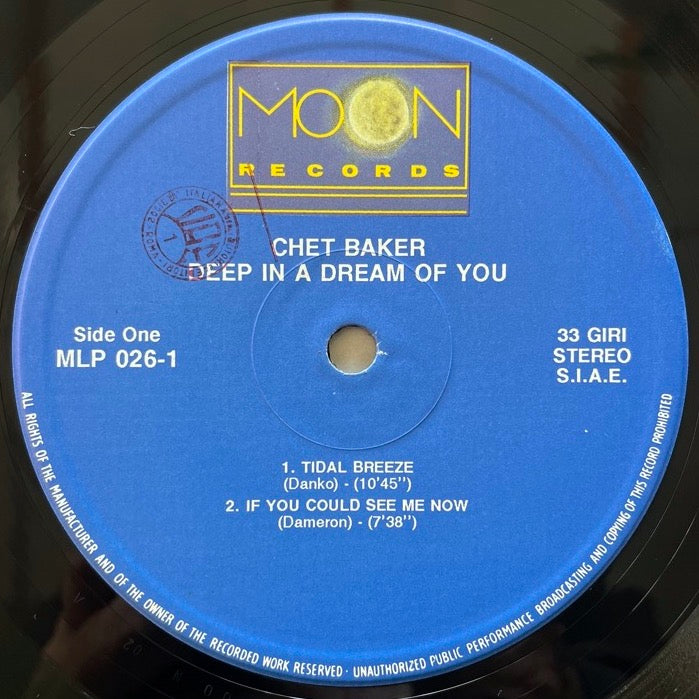 MOON
RECORDS
CHET BAKER
DEEP IN A DREAM OF YOU
Side One
MLP 026-1
33 GIRI
STEREO
S.I.A.E.
1. TIDAL BREEZE
(Danko) - (10'45'')
2. IF YOU COULD SEE ME NOW
(Dameron) - (7'38'')
ALL RIGHTS OF THE MANUFACTURER AND OF THE OWNER OF THE RECORDED WORK RESERVED · UNAUTHORIZED PUBLIC PERFORMANCE BROADCASTING AND COPYING OF THIS RECORD PROHIBITED